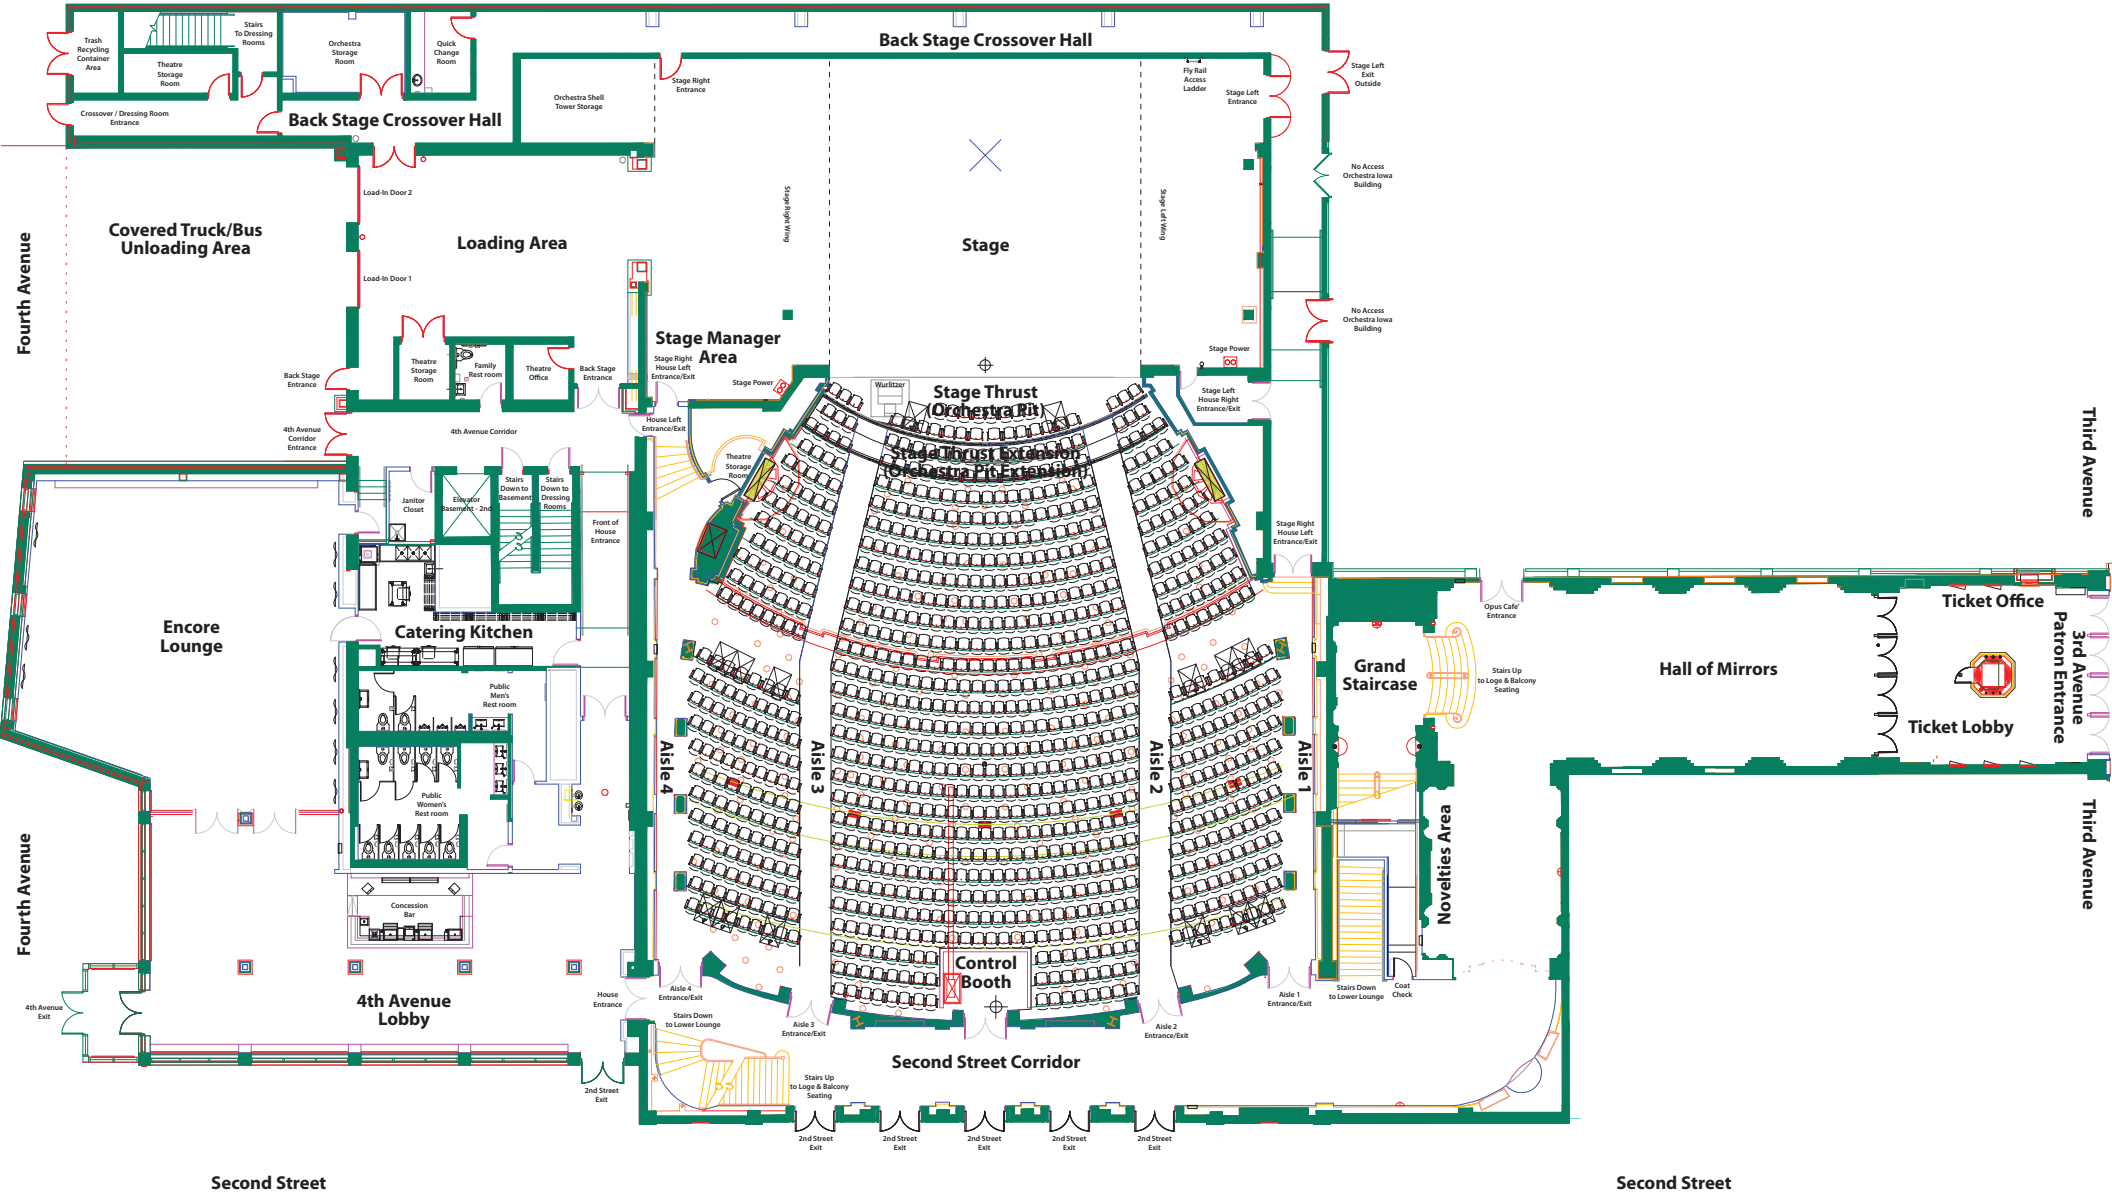 Trash
Recycling
Container
Area
Stairs
To Dressing
Rooms
Theatre
Storage
Room
Orchestra
Storage
Room
Quick
Change
Room
Back Stage Crossover Hall
Crossover / Dressing Room
Entrance
Back Stage Crossover Hall
Orchestra Shell
Tower Storage
Stage Right
Entrance
Fly Rail
Access
Ladder
Stage Left
Entrance
Stage Left
Exit
Outside
No Access
Orchestra Iowa
Building
No Access
Orchestra Iowa
Building
Fourth Avenue
Covered Truck/Bus
Unloading Area
Load-In Door 2
Load-In Door 1
Loading Area
Stage Right Wing
Stage
Stage Left Wing
Stage Manager
Area
Stage Right
House Left
Entrance/Exit
Stage Power
Stage Power
Back Stage
Entrance
Theatre
Storage
Room
Family
Rest room
Theatre
Office
Back Stage
Entrance
4th Avenue
Corridor
Entrance
4th Avenue Corridor
House Left
Entrance/Exit
Wurlitzer
Stage Thrust
(Orchestra Pit)
Stage Thrust Extension
(Orchestra Pit Extension)
Stage Left
House Right
Entrance/Exit
Theatre
Storage
Room
Janitor
Closet
Elevator
Basement - 2nd
Stairs
Down to
Basement
Stairs
Down to
Dressing
Rooms
Front of
House
Entrance
Stage Right
House Left
Entrance/Exit
Third Avenue
Encore
Lounge
Catering Kitchen
Public
Men's
Rest room
Public
Women's
Rest room
Concession
Bar
Aisle 4
Aisle 3
Aisle 2
Aisle 1
Opus Cafe'
Entrance
Grand
Staircase
Stairs Up
to Loge & Balcony
Seating
Hall of Mirrors
Ticket Office
3rd Avenue
Patron Entrance
Ticket Lobby
Novelties Area
Third Avenue
Fourth Avenue
4th Avenue
Exit
4th Avenue
Lobby
House
Entrance
Aisle 4
Entrance/Exit
Stairs Down
to Lower Lounge
Aisle 3
Entrance/Exit
Control
Booth
Aisle 2
Entrance/Exit
Aisle 1
Entrance/Exit
Stairs Down
to Lower Lounge
Coat
Check
Second Street Corridor
Stairs Up
to Loge & Balcony
Seating
2nd Street
Exit
2nd Street
Exit
2nd Street
Exit
2nd Street
Exit
2nd Street
Exit
2nd Street
Exit
Second Street
Second Street